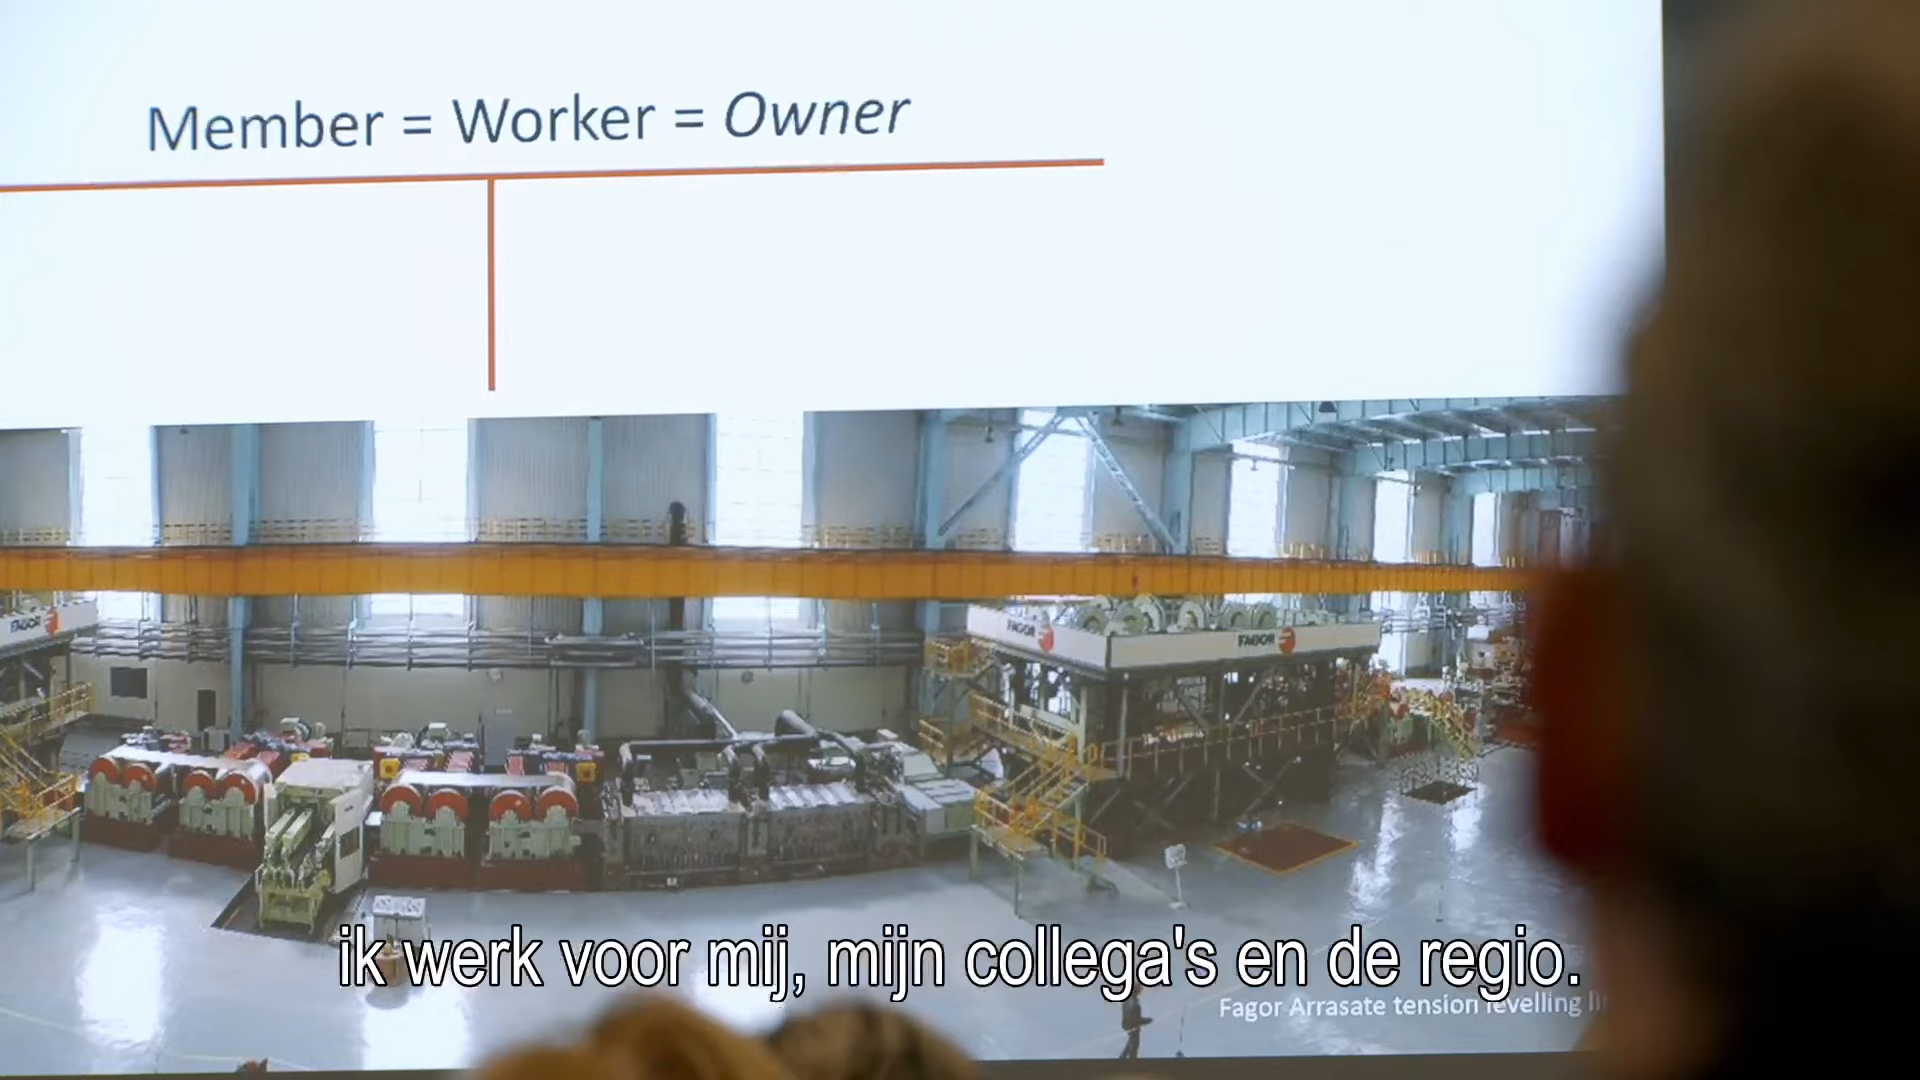 Member = Worker = Owner
FAGOR
FAGOR
FAGOR
ik werk voor mij, mijn collega's en de regio.
Fagor Arrasate tension levelling